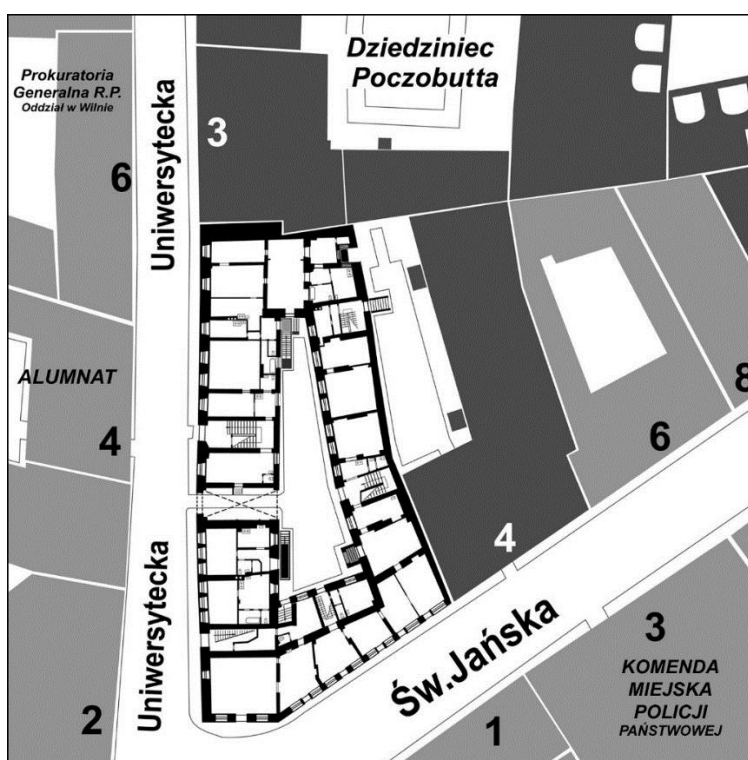 Dziedziniec
Poczobutta
Prokuratoria
Generalna R.P.
Oddział w Wilnie
3
6
Uniwersytecka
ALUMNAT
4
8
6
4
Uniwersytecka
Św.Jańska
3
KOMENDA
MIEJSKA
POLICJI
PAŃSTWOWEJ
2
1